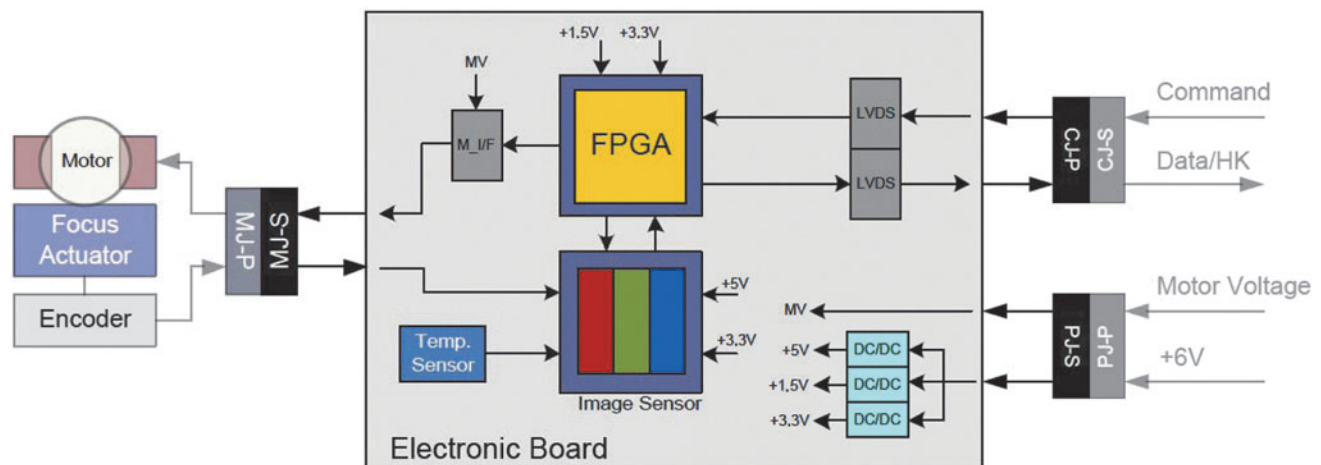 +1.5V
+3.3V
MV
M_I/F
FPGA
LVDS
LVDS
CJ-P
CJ-S
Command
Data/HK
Motor
Focus
Actuator
Encoder
MJ-P
MJ-S
Temp.
Sensor
+5V
+3.3V
Image Sensor
MV
+5V
DC/DC
+1.5V
DC/DC
+3.3V
DC/DC
PJ-S
PJ-P
Motor Voltage
+6V
Electronic Board